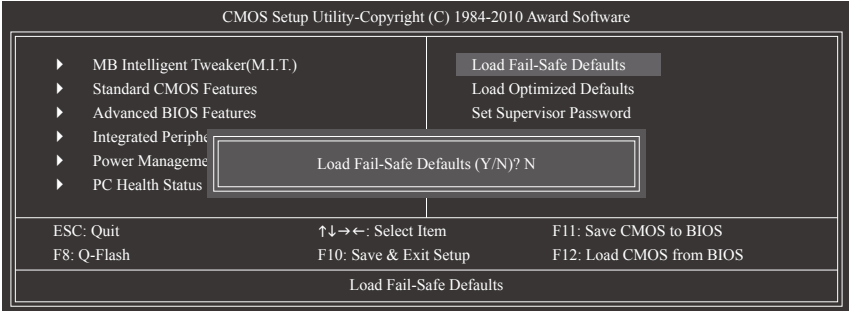 CMOS Setup Utility-Copyright (C) 1984-2010 Award Software
MB Intelligent Tweaker(M.I.T.)
Standard CMOS Features
Advanced BIOS Features
Integrated Periphe
Power Manageme
PC Health Status
Load Fail-Safe Defaults
Load Optimized Defaults
Set Supervisor Password
Load Fail-Safe Defaults (Y/N)? N
ESC: Quit
↑↓→←: Select Item
F11: Save CMOS to BIOS
F8: Q-Flash
F10: Save & Exit Setup
F12: Load CMOS from BIOS
Load Fail-Safe Defaults